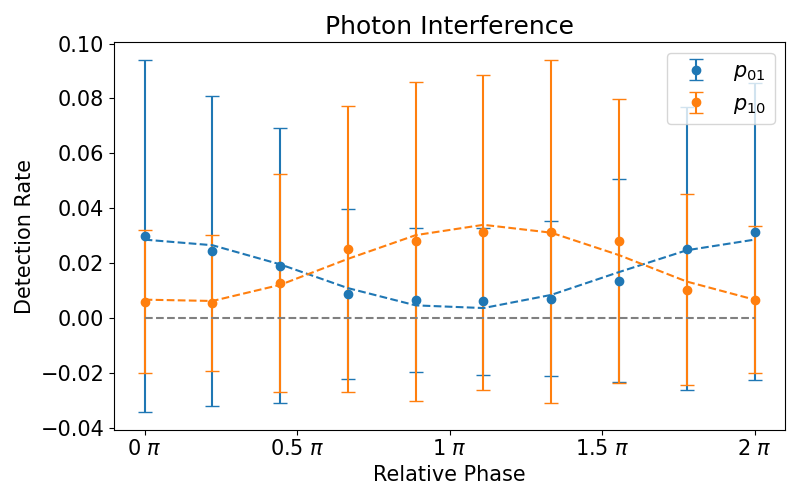 Photon Interference
0.10
0.08
0.06
0.04
0.02
0.00
−0.02
−0.04
Detection Rate
p01
p10
0 π
0.5 π
1 π
1.5 π
2 π
Relative Phase